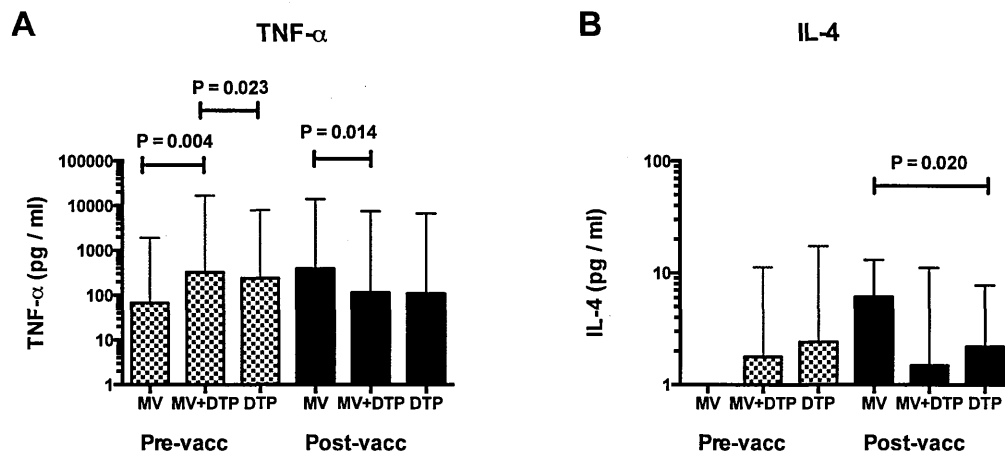 A
TNF-α
P = 0.023
P = 0.004
P = 0.014
100000
10000
1000
100
10
1
TNF-α (pg / ml)
MV MV+DTP DTP MV MV+DTP DTP
Pre-vacc Post-vacc
B
IL-4
P = 0.020
100
10
1
IL-4 (pg / ml)
MV MV+DTP DTP MV MV+DTP DTP
Pre-vacc Post-vacc